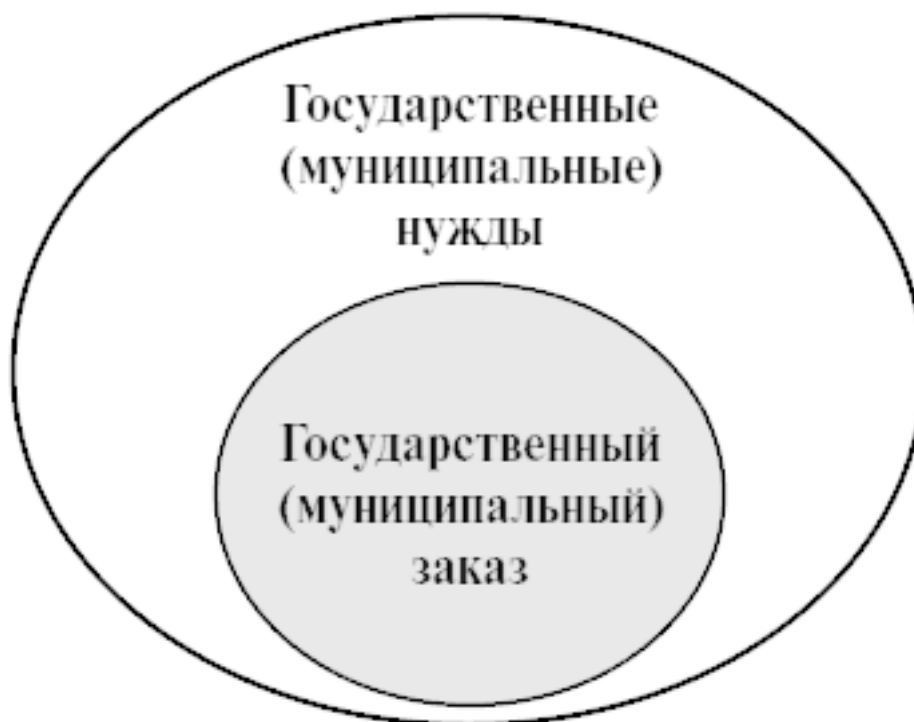 Государственные
(муниципальные)
нужды
Государственный
(муниципальный)
заказ